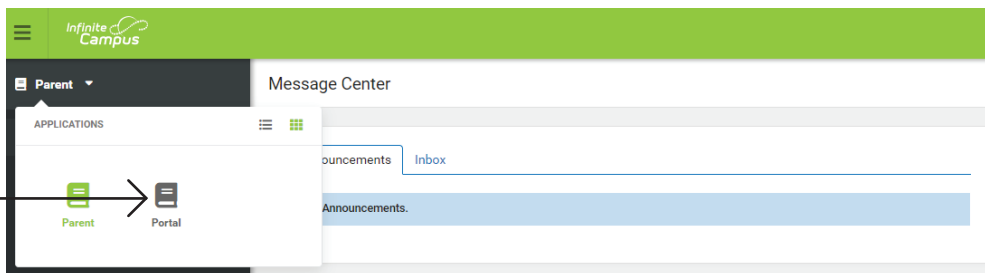 Infinite
Campus
Parent
Message Center
APPLICATIONS
ouncements Inbox
Announcements.
Parent Portal